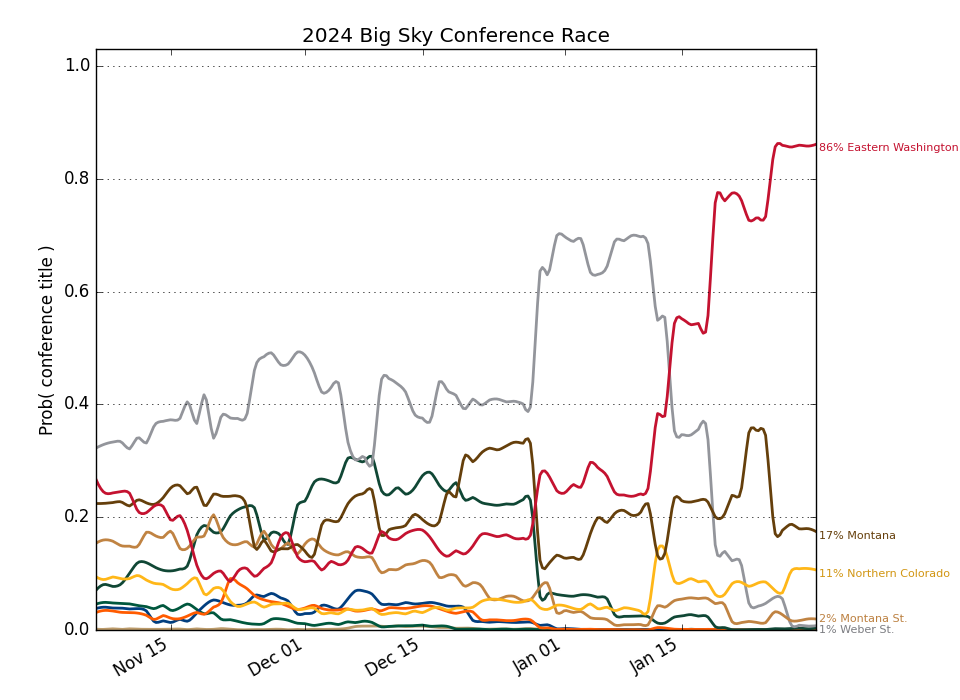 2024 Big Sky Conference Race
Prob( conference title )
1.0
0.8
0.6
0.4
0.2
0.0
Nov 15
Dec 01
Dec 15
Jan 01
Jan 15
86% Eastern Washington
17% Montana
11% Northern Colorado
2% Montana St.
1% Weber St.